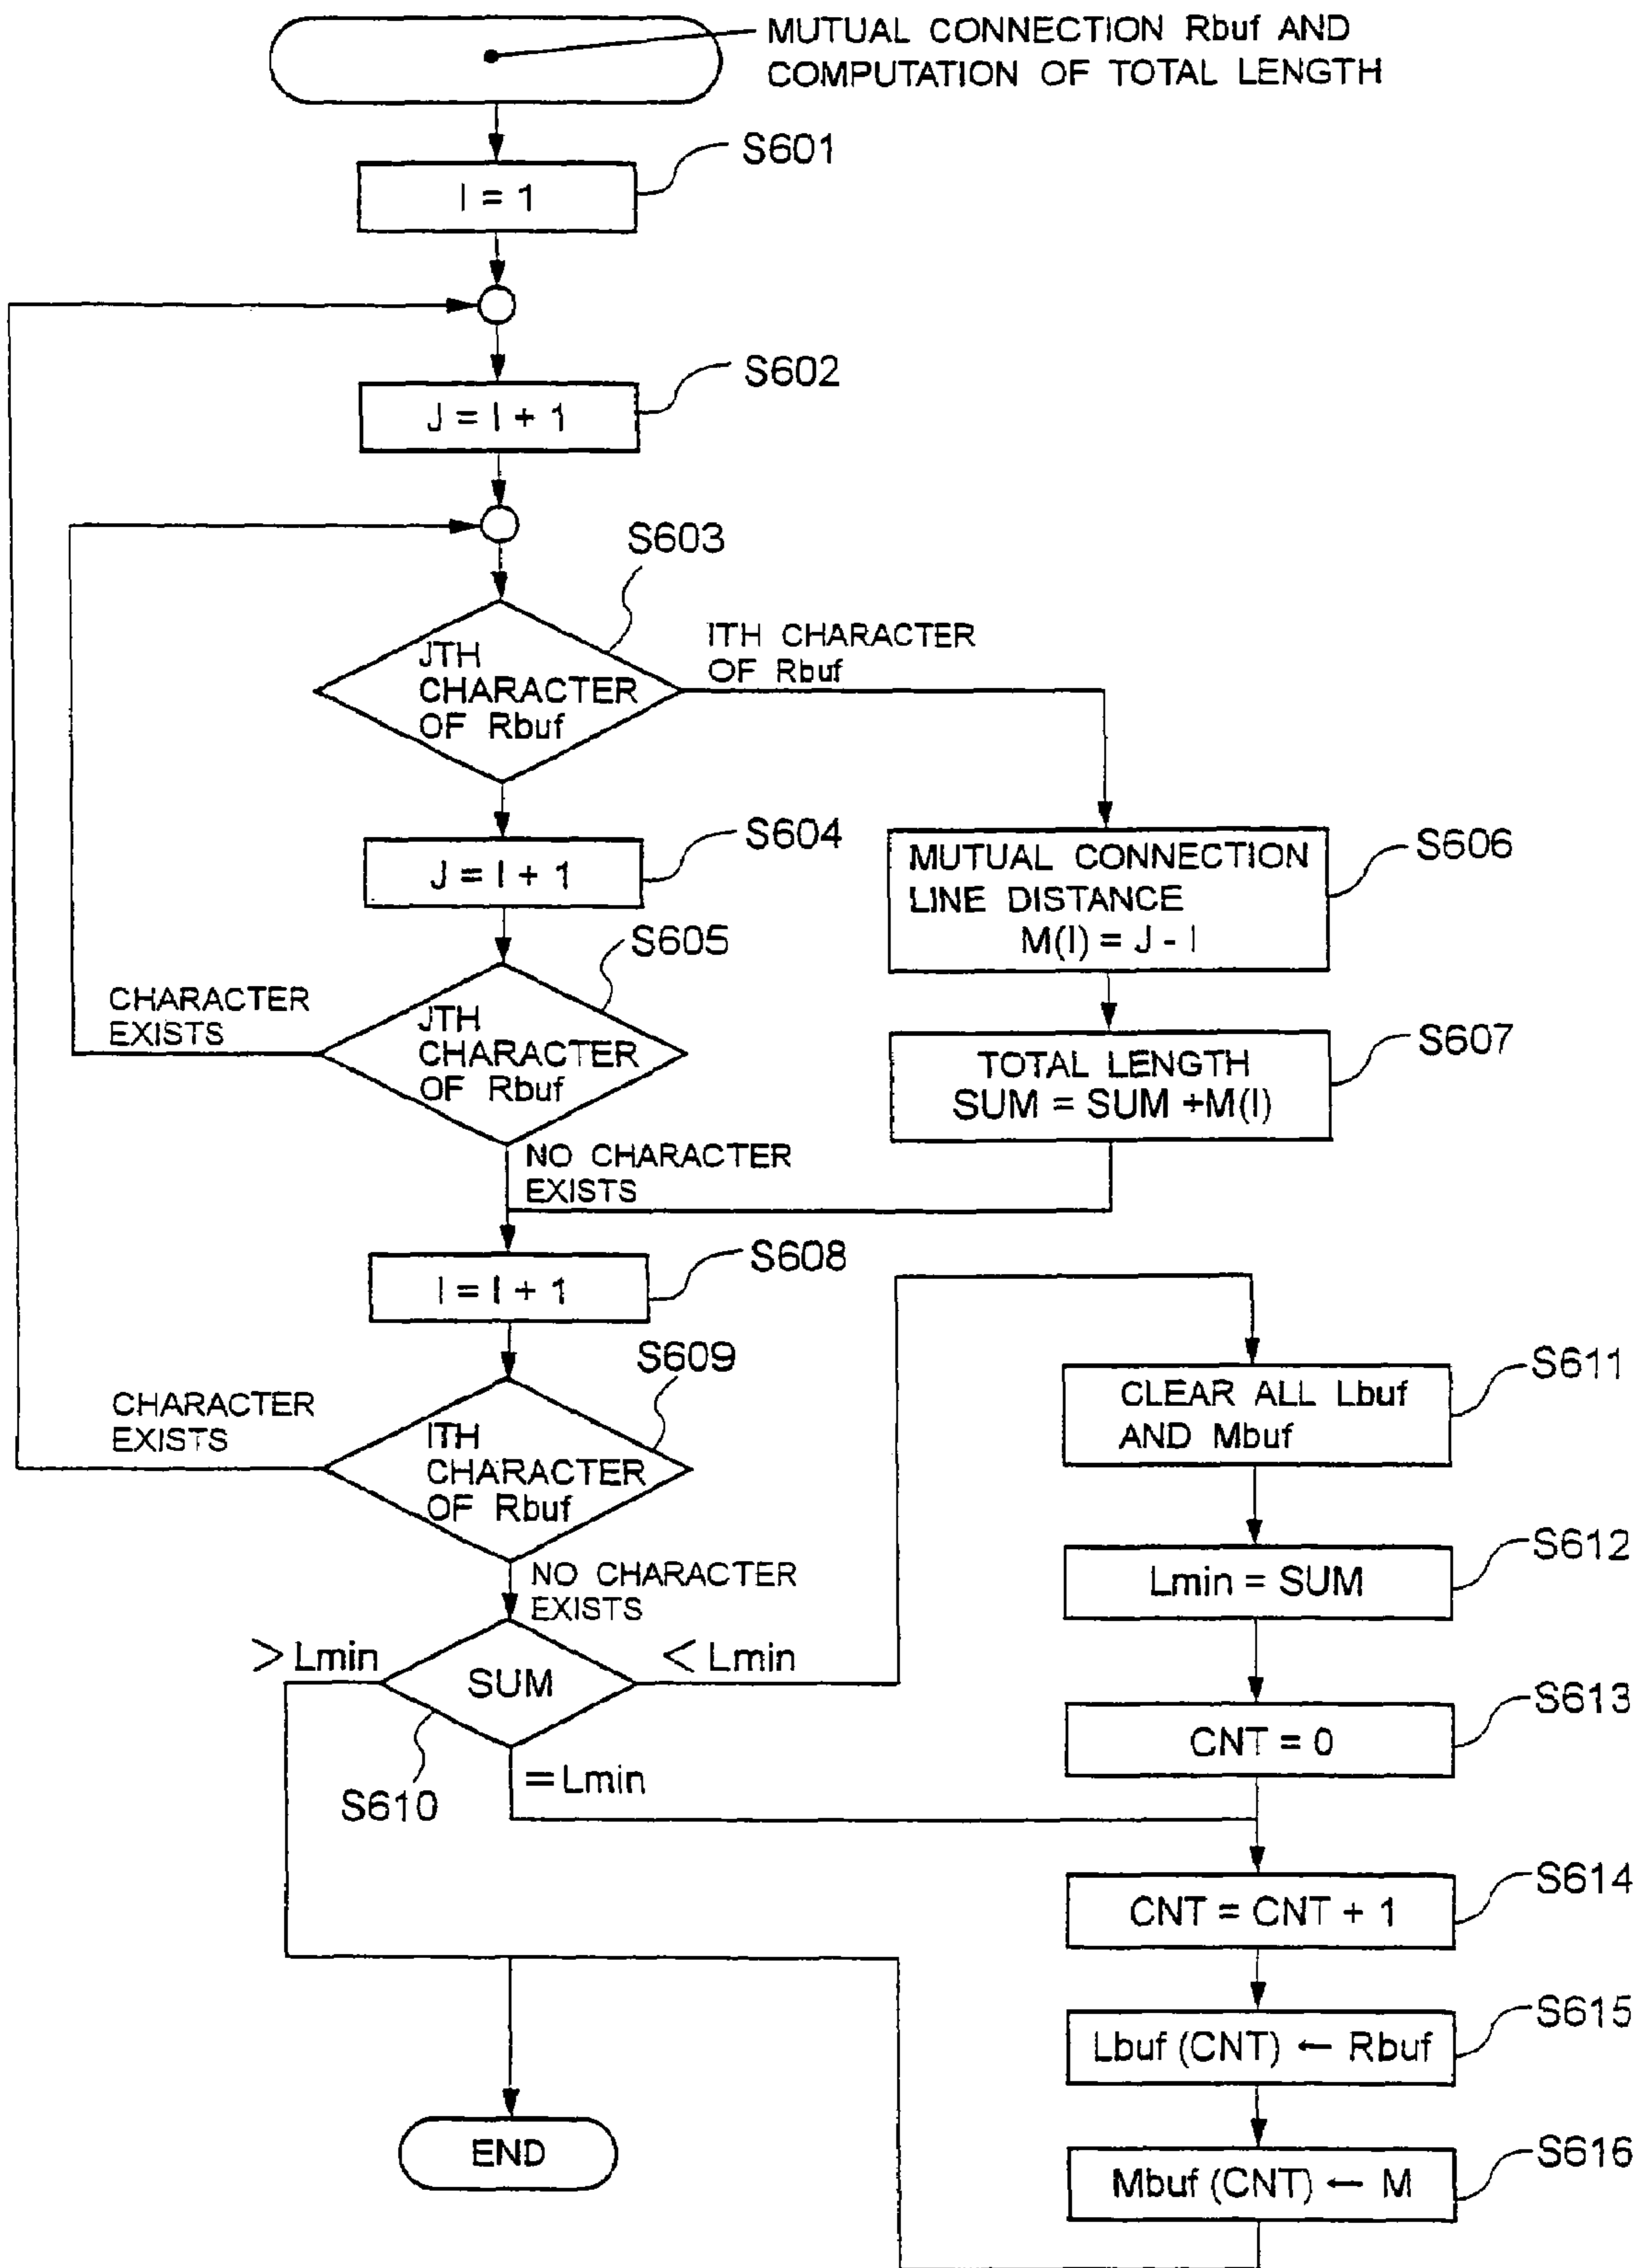 MUTUAL CONNECTION Rbuf AND
COMPUTATION OF TOTAL LENGTH
S601
I = 1
S602
J = I + 1
S603
JTH
CHARACTER
OF Rbuf
ITH CHARACTER
OF Rbuf
S604
J = I + 1
S606
MUTUAL CONNECTION
LINE DISTANCE
M(I) = J - I
S605
JTH
CHARACTER
OF Rbuf
CHARACTER
EXISTS
S607
TOTAL LENGTH
SUM = SUM +M(I)
NO CHARACTER
EXISTS
S608
I = I + 1
S609
ITH
CHARACTER
OF Rbuf
CHARACTER
EXISTS
NO CHARACTER
EXISTS
S610
SUM
> Lmin
< Lmin
= Lmin
S611
CLEAR ALL Lbuf
AND Mbuf
S612
Lmin = SUM
S613
CNT = 0
S614
CNT = CNT + 1
S615
Lbuf (CNT) ← Rbuf
S616
Mbuf (CNT) ← M
END